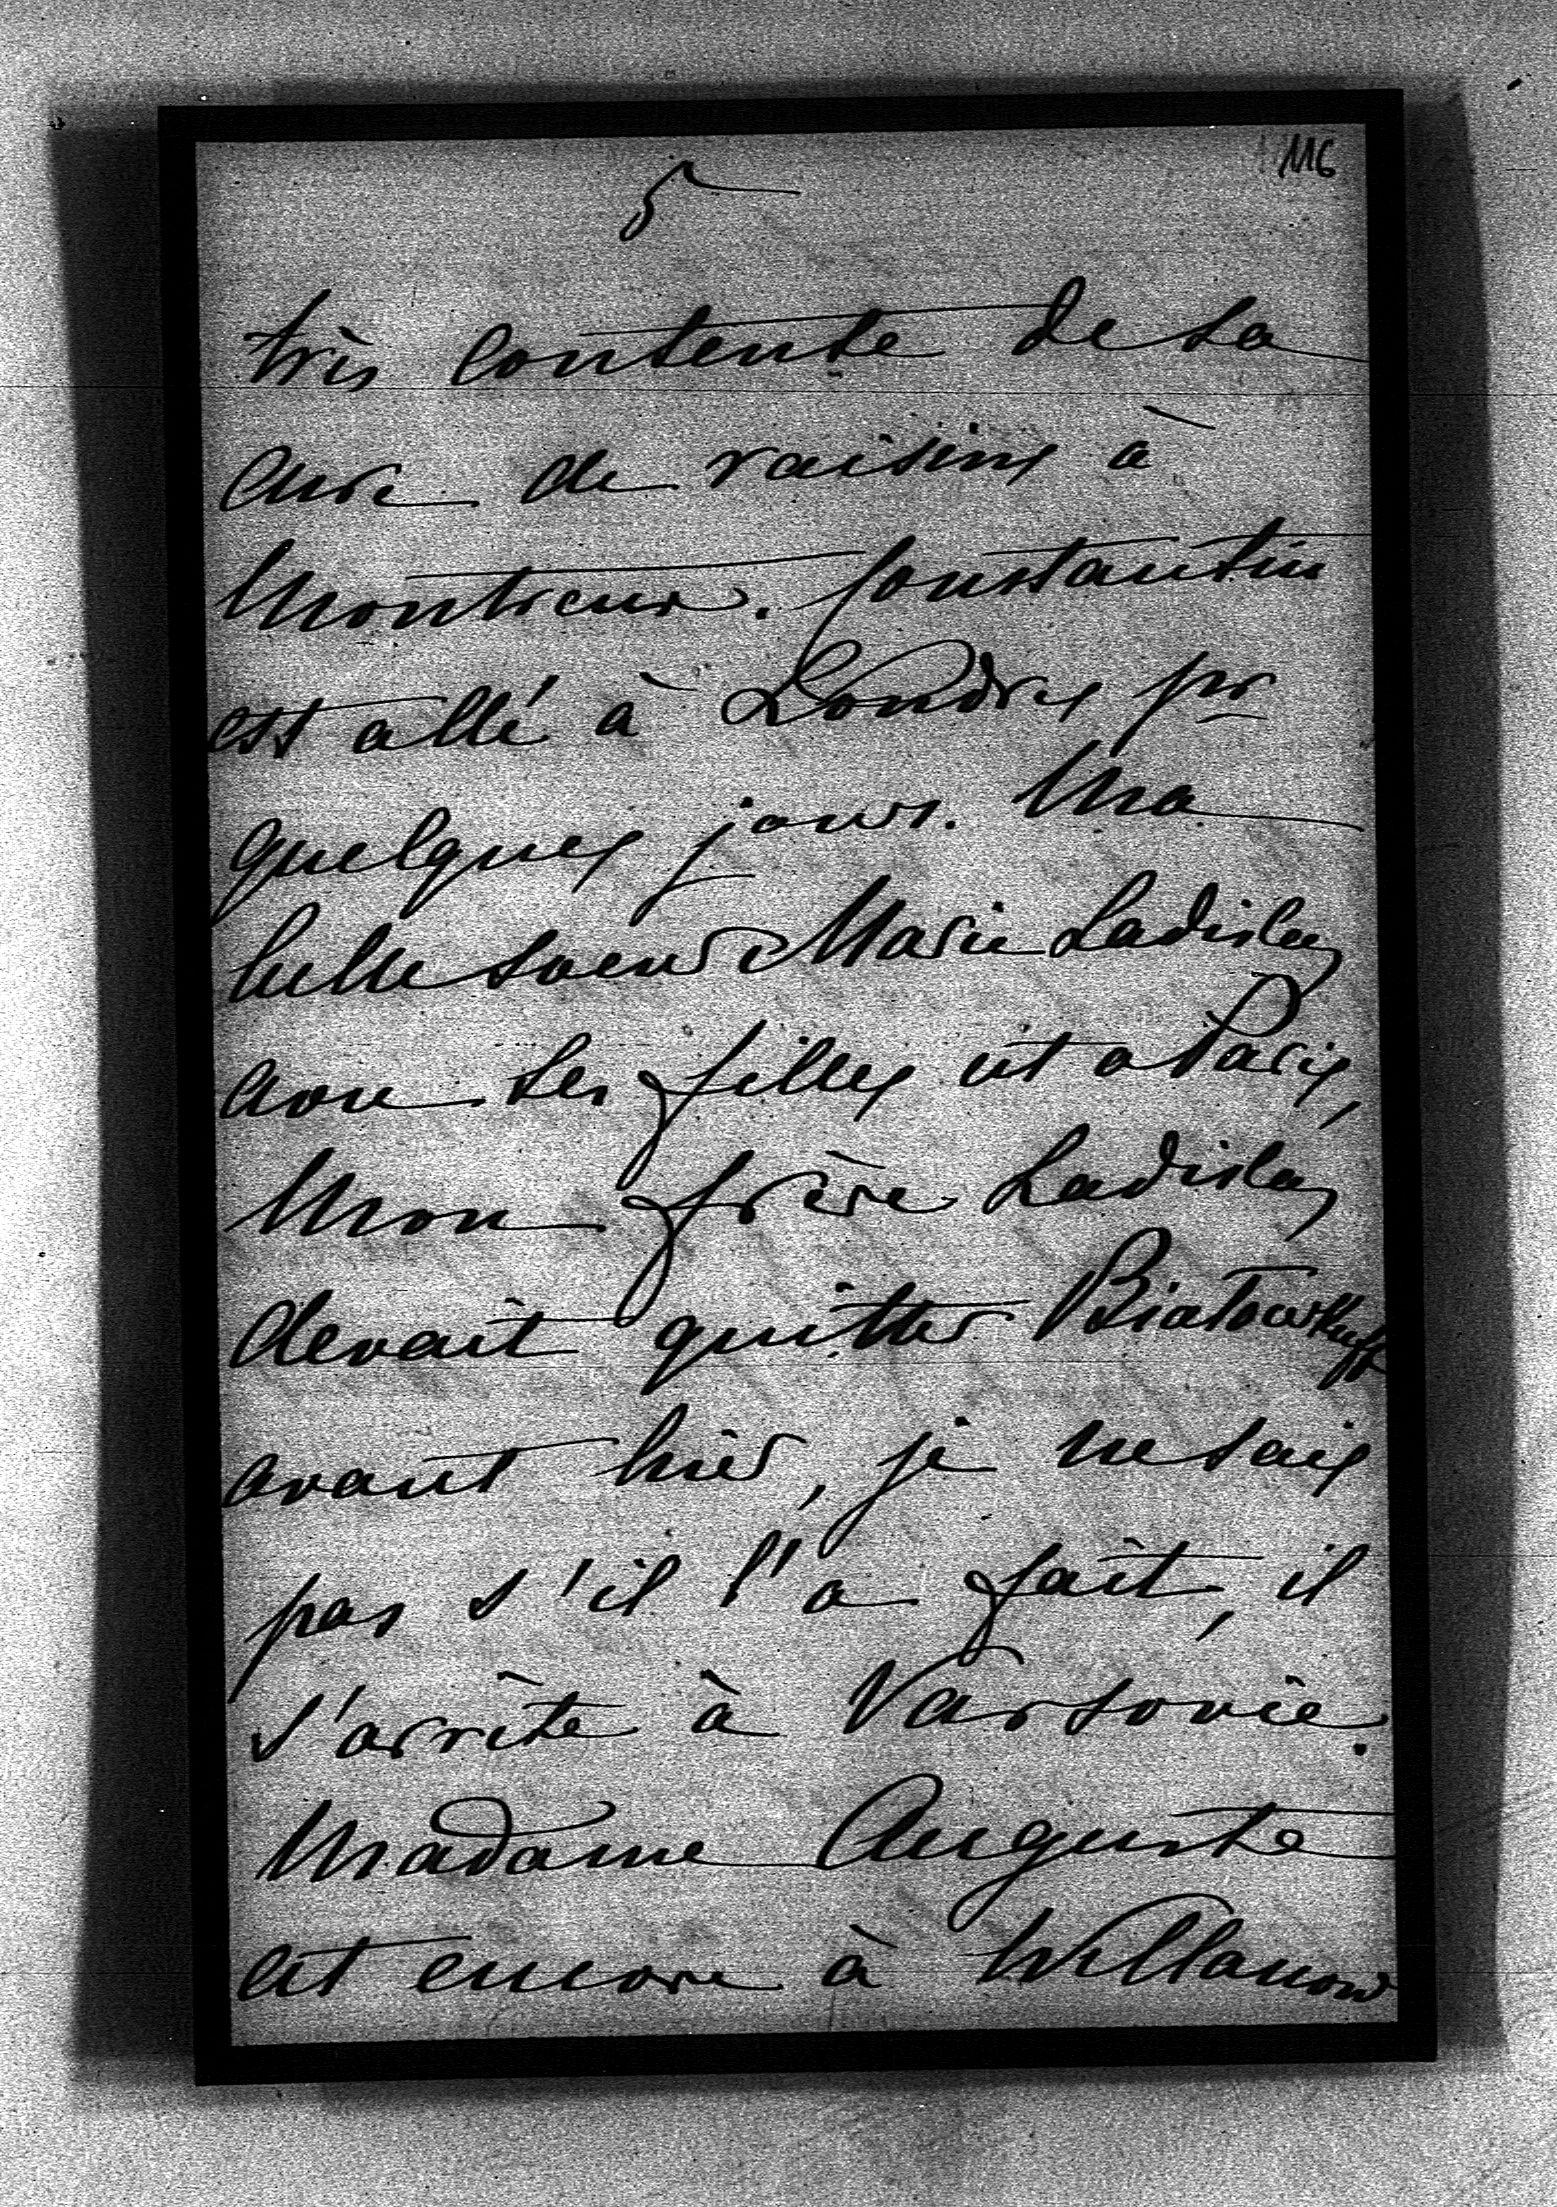 116
5
très contente de sa
cure de raisins à
Montreux. Constantin
est allé à Londres pr
quelques jours. Ma
belle soeur Marie Ladislas
avec ses filles est a Paris,
Mon frère Ladislas
devait quitter
avant hier, je ne sais
pas s'il l'a fait, il
s'arrête à Varsovie.
Madame Auguste
est encore à Willanow